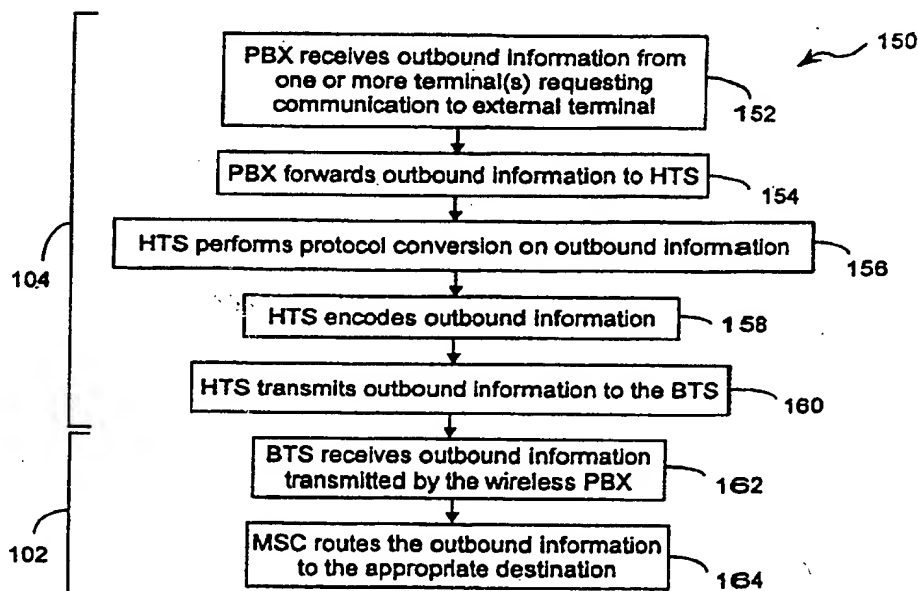 150
PBX receives outbound information from
one or more terminal(s) requesting
communication to external terminal
152
PBX forwards outbound information to HTS
154
HTS performs protocol conversion on outbound information
156
104
HTS encodes outbound information
158
HTS transmits outbound information to the BTS
160
BTS receives outbound information
transmitted by the wireless PBX
162
102
MSC routes the outbound information
to the appropriate destination
164